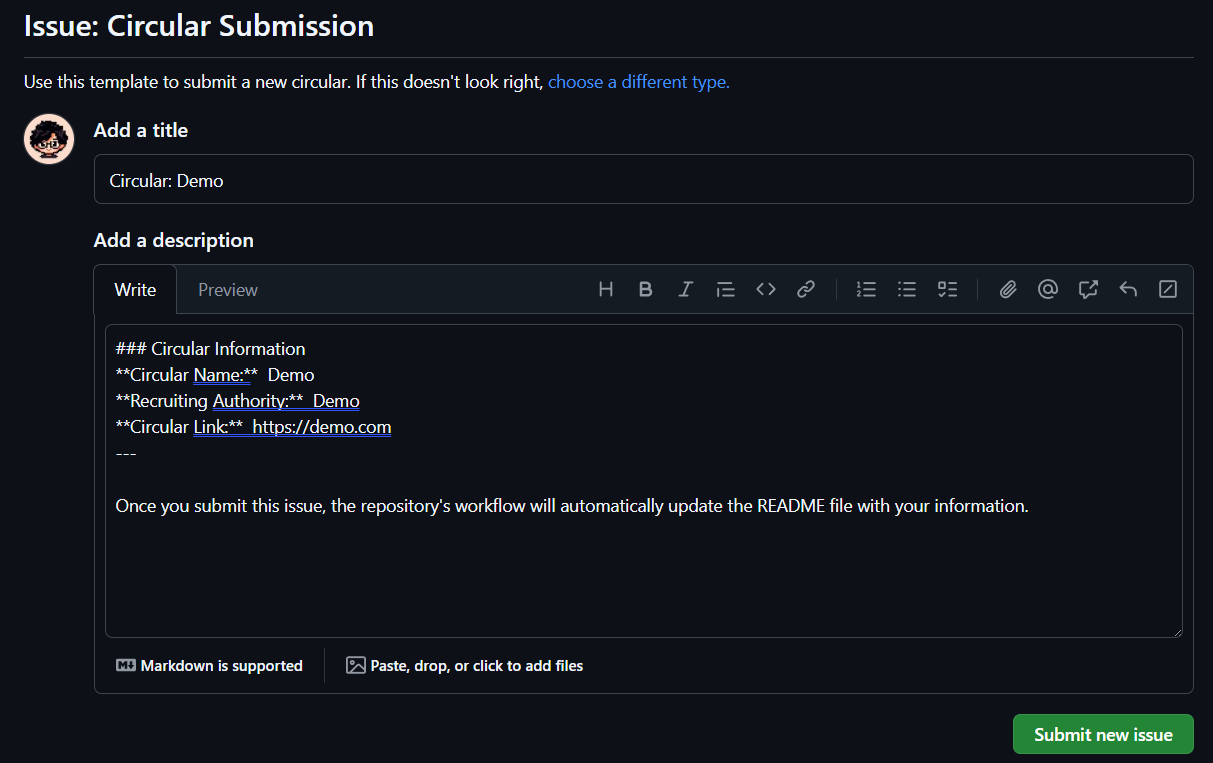 Issue: Circular Submission
Use this template to submit a new circular. If this doesn't look right, choose a different type.
Add a title
Circular: Demo
Add a description
Write
Preview
### Circular Information
**Circular Name:**  Demo
**Recruiting Authority:**  Demo
**Circular Link:**  https://demo.com
---
Once you submit this issue, the repository's workflow will automatically update the README file with your information.
Markdown is supported
Paste, drop, or click to add files
Submit new issue